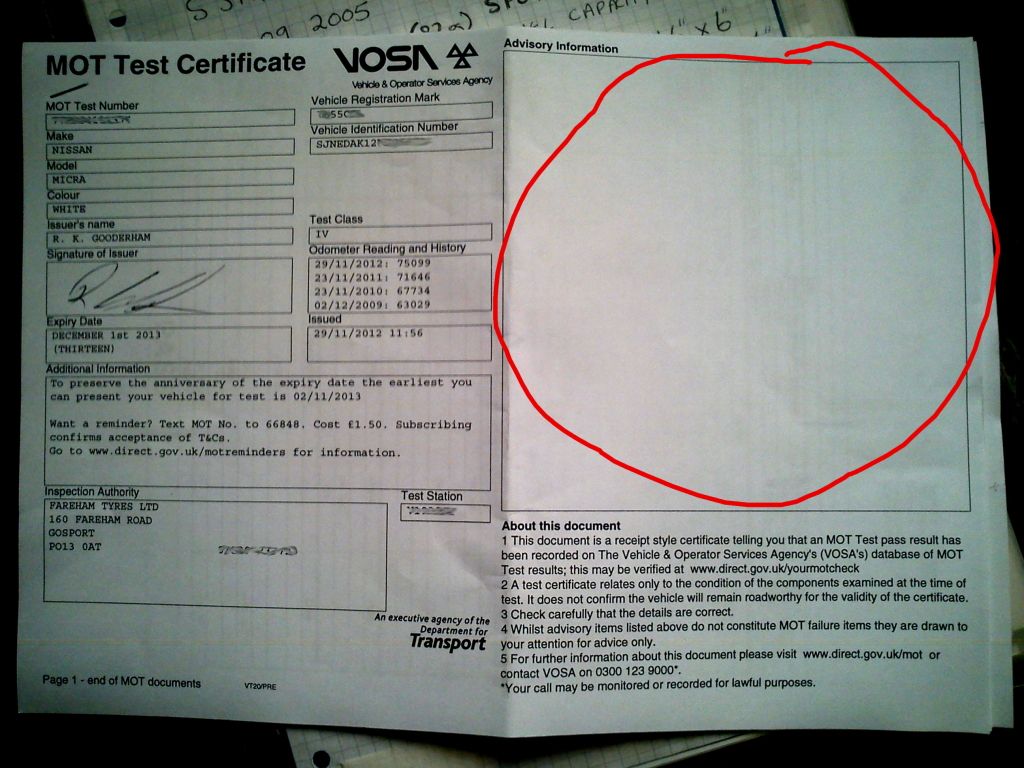 09 2005
CAPACITY
x 6"
MOT Test Certificate
VOSA
Vehicle & Operator Services Agency
MOT Test Number
Make
NISSAN
Model
MICRA
Colour
WHITE
Issuer's name
R. K. GOODERHAM
Signature of Issuer
Expiry Date
DECEMBER 1st 2013
(THIRTEEN)
Vehicle Registration Mark
55C
Vehicle Identification Number
SJNEDAK12
Test Class
IV
Odometer Reading and History
29/11/2012: 75099
23/11/2011: 71646
23/11/2010: 67734
02/12/2009: 63029
Issued
29/11/2012 11:56
Additional Information
To preserve the anniversary of the expiry date the earliest you
can present your vehicle for test is 02/11/2013
Want a reminder? Text MOT No. to 66848. Cost £1.50. Subscribing
confirms acceptance of T&Cs.
Go to www.direct.gov.uk/motreminders for information.
Inspection Authority
FAREHAM TYRES LTD
160 FAREHAM ROAD
GOSPORT
PO13 0AT
Test Station
An executive agency of the
Department for
Transport
Page 1 - end of MOT documents
VT20/PRE
Advisory Information
About this document
1 This document is a receipt style certificate telling you that an MOT Test pass result has
been recorded on The Vehicle & Operator Services Agency's (VOSA's) database of MOT
Test results; this may be verified at www.direct.gov.uk/yourmotcheck
2 A test certificate relates only to the condition of the components examined at the time of
test. It does not confirm the vehicle will remain roadworthy for the validity of the certificate.
3 Check carefully that the details are correct.
4 Whilst advisory items listed above do not constitute MOT failure items they are drawn to
your attention for advice only.
5 For further information about this document please visit www.direct.gov.uk/mot or
contact VOSA on 0300 123 9000*.
*Your call may be monitored or recorded for lawful purposes.